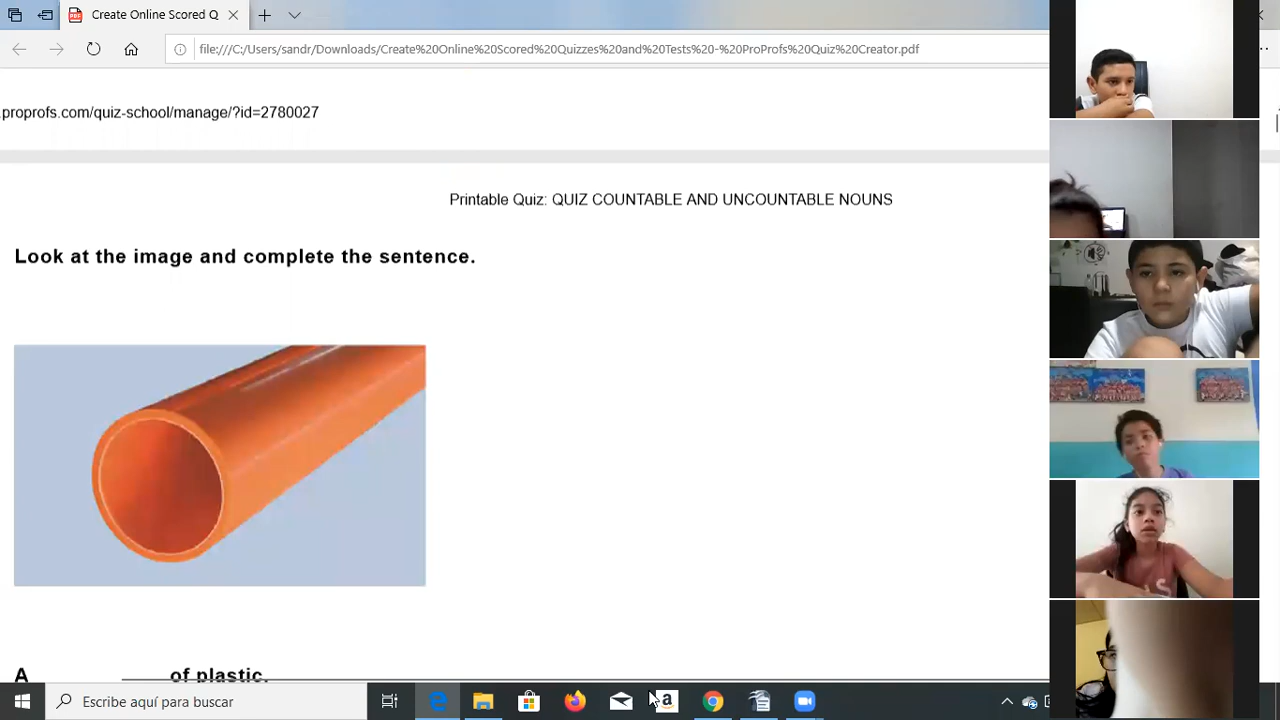 Create Online Scored Q
file:///C:/Users/sandr/Downloads/Create%20Online%20Scored%20Quizzes%20and%20Tests%20-%20ProProfs%20Quiz%20Creator.pdf
proprofs.com/quiz-school/manage/?id=2780027
Printable Quiz: QUIZ COUNTABLE AND UNCOUNTABLE NOUNS
Look at the image and complete the sentence.
A ____ of plastic.
Escribe aquí para buscar